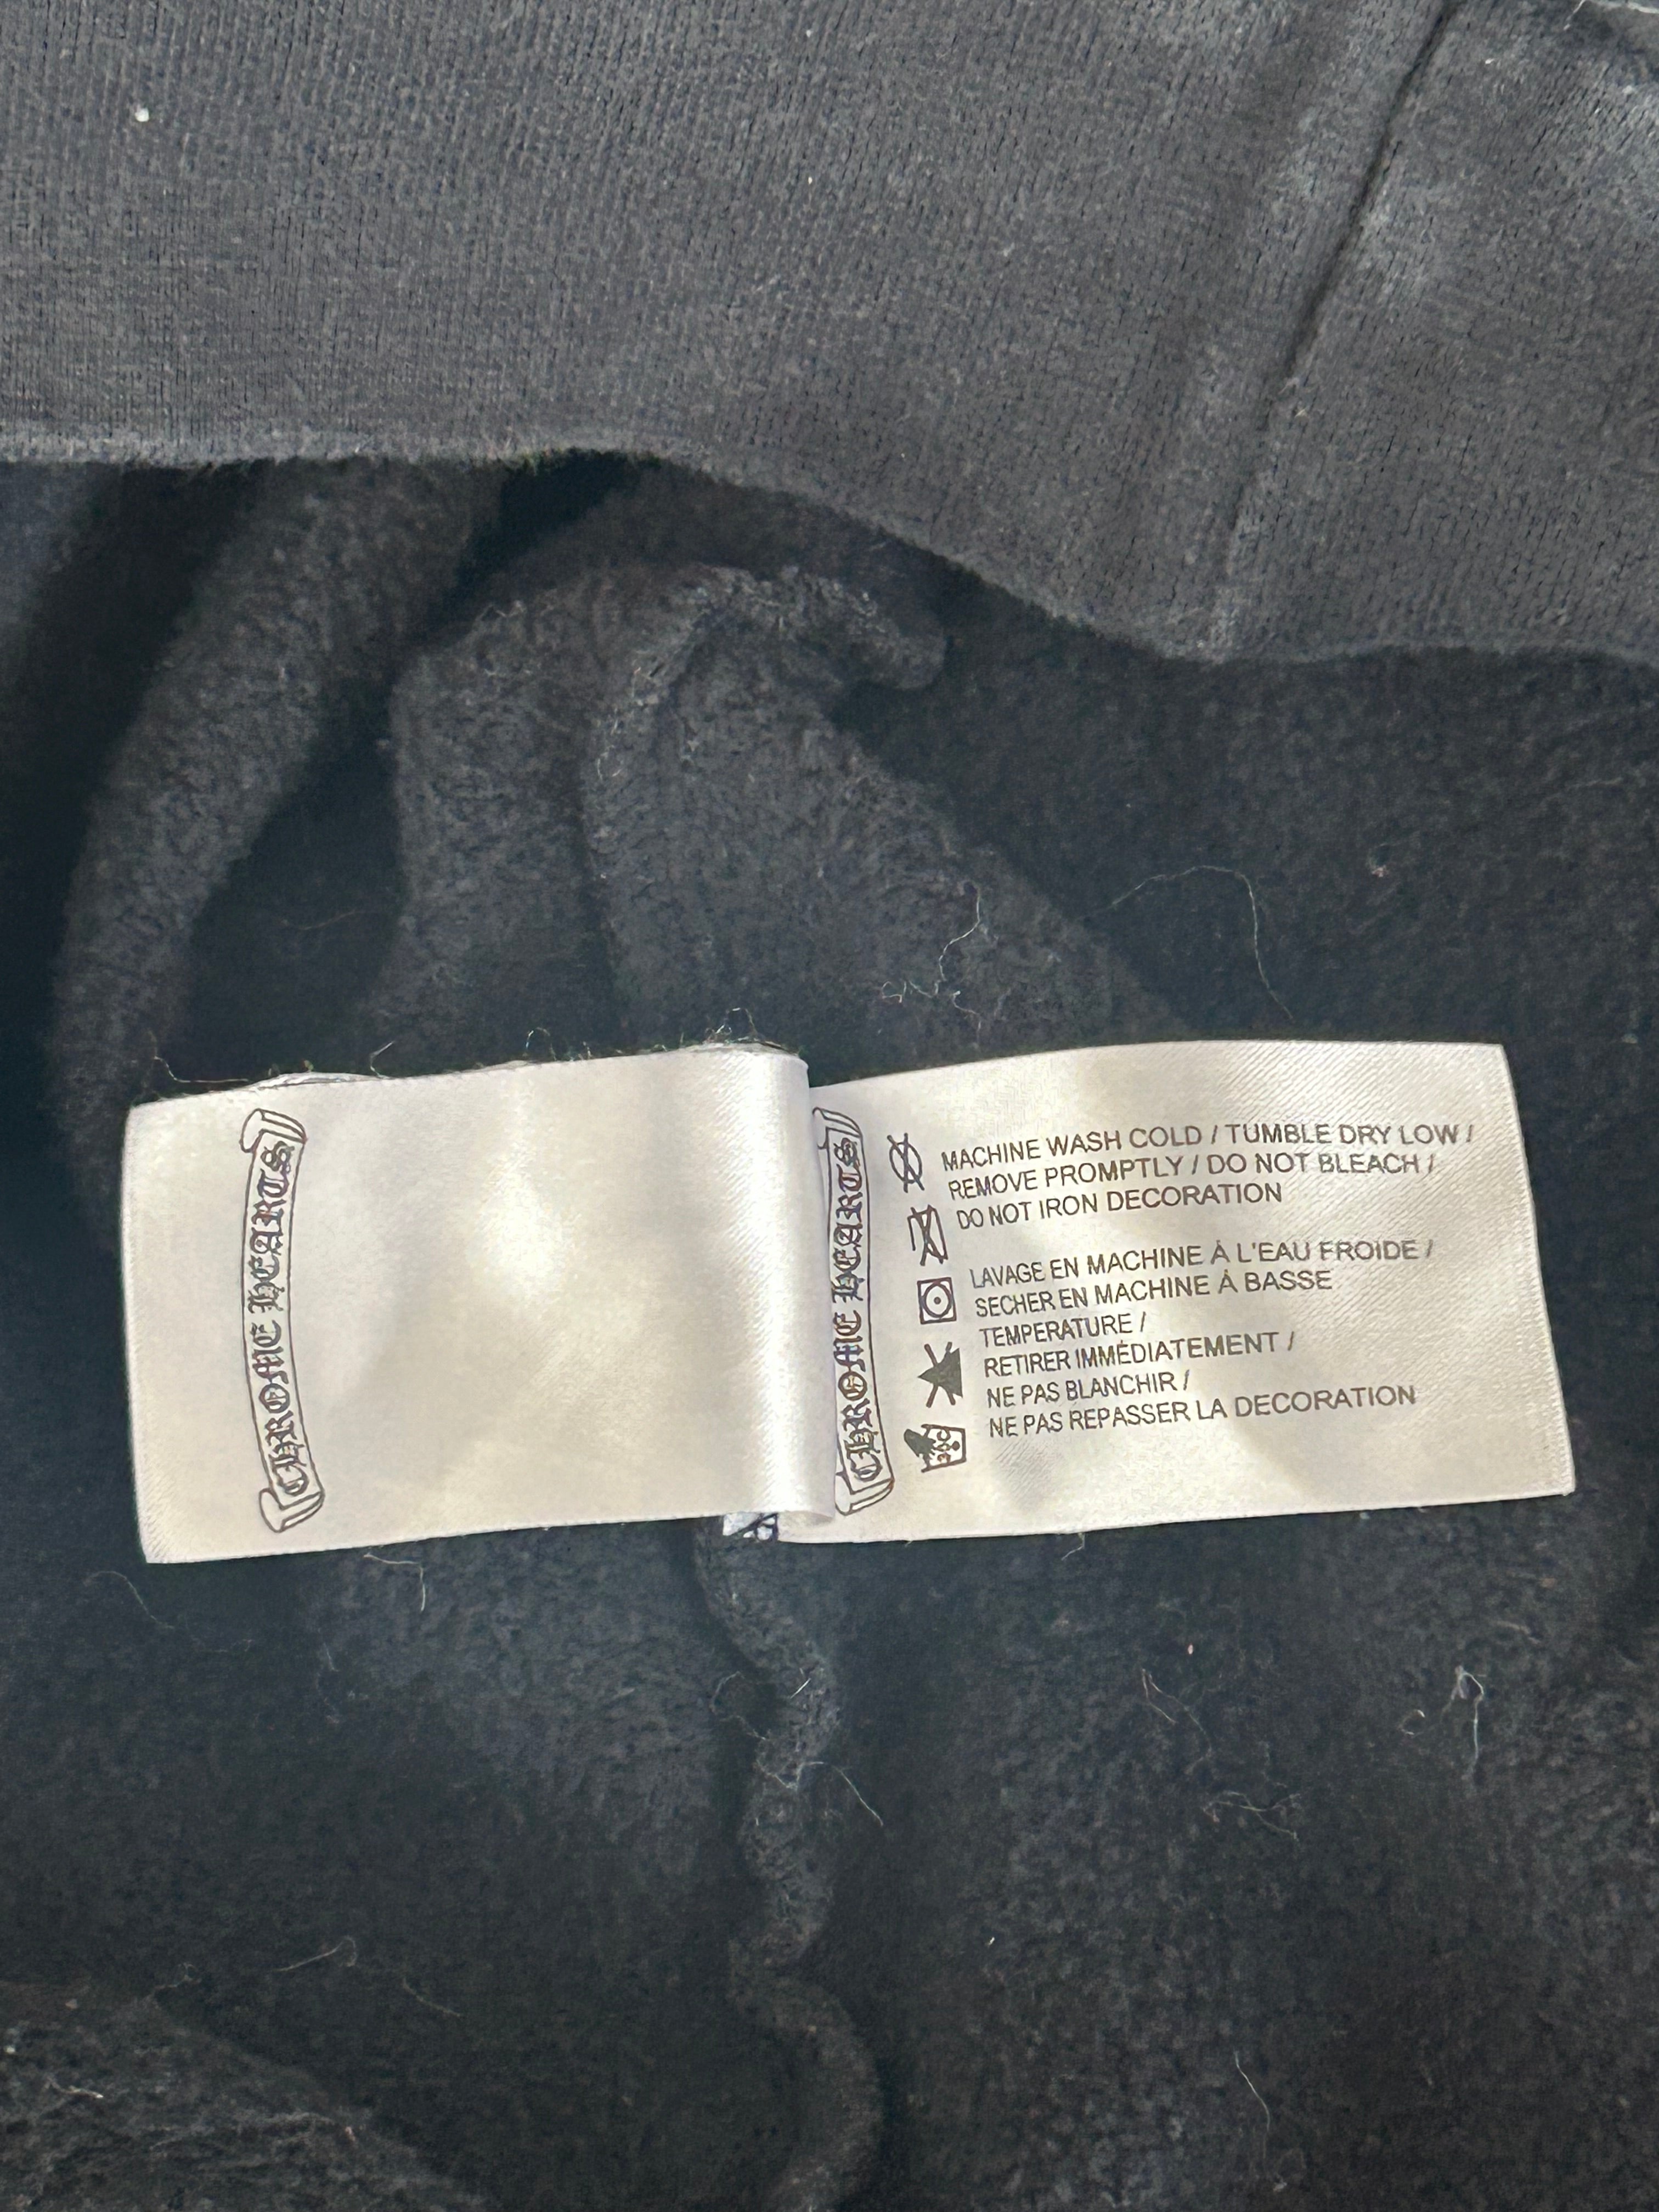 CHROME HEARTS
CHROME HEARTS
MACHINE WASH COLD / TUMBLE DRY LOW /
REMOVE PROMPTLY / DO NOT BLEACH /
DO NOT IRON DECORATION
LAVAGE EN MACHINE À L'EAU FROIDE /
SECHER EN MACHINE À BASSE
TEMPERATURE /
RETIRER IMMÉDIATEMENT /
NE PAS BLANCHIR /
NE PAS REPASSER LA DECORATION